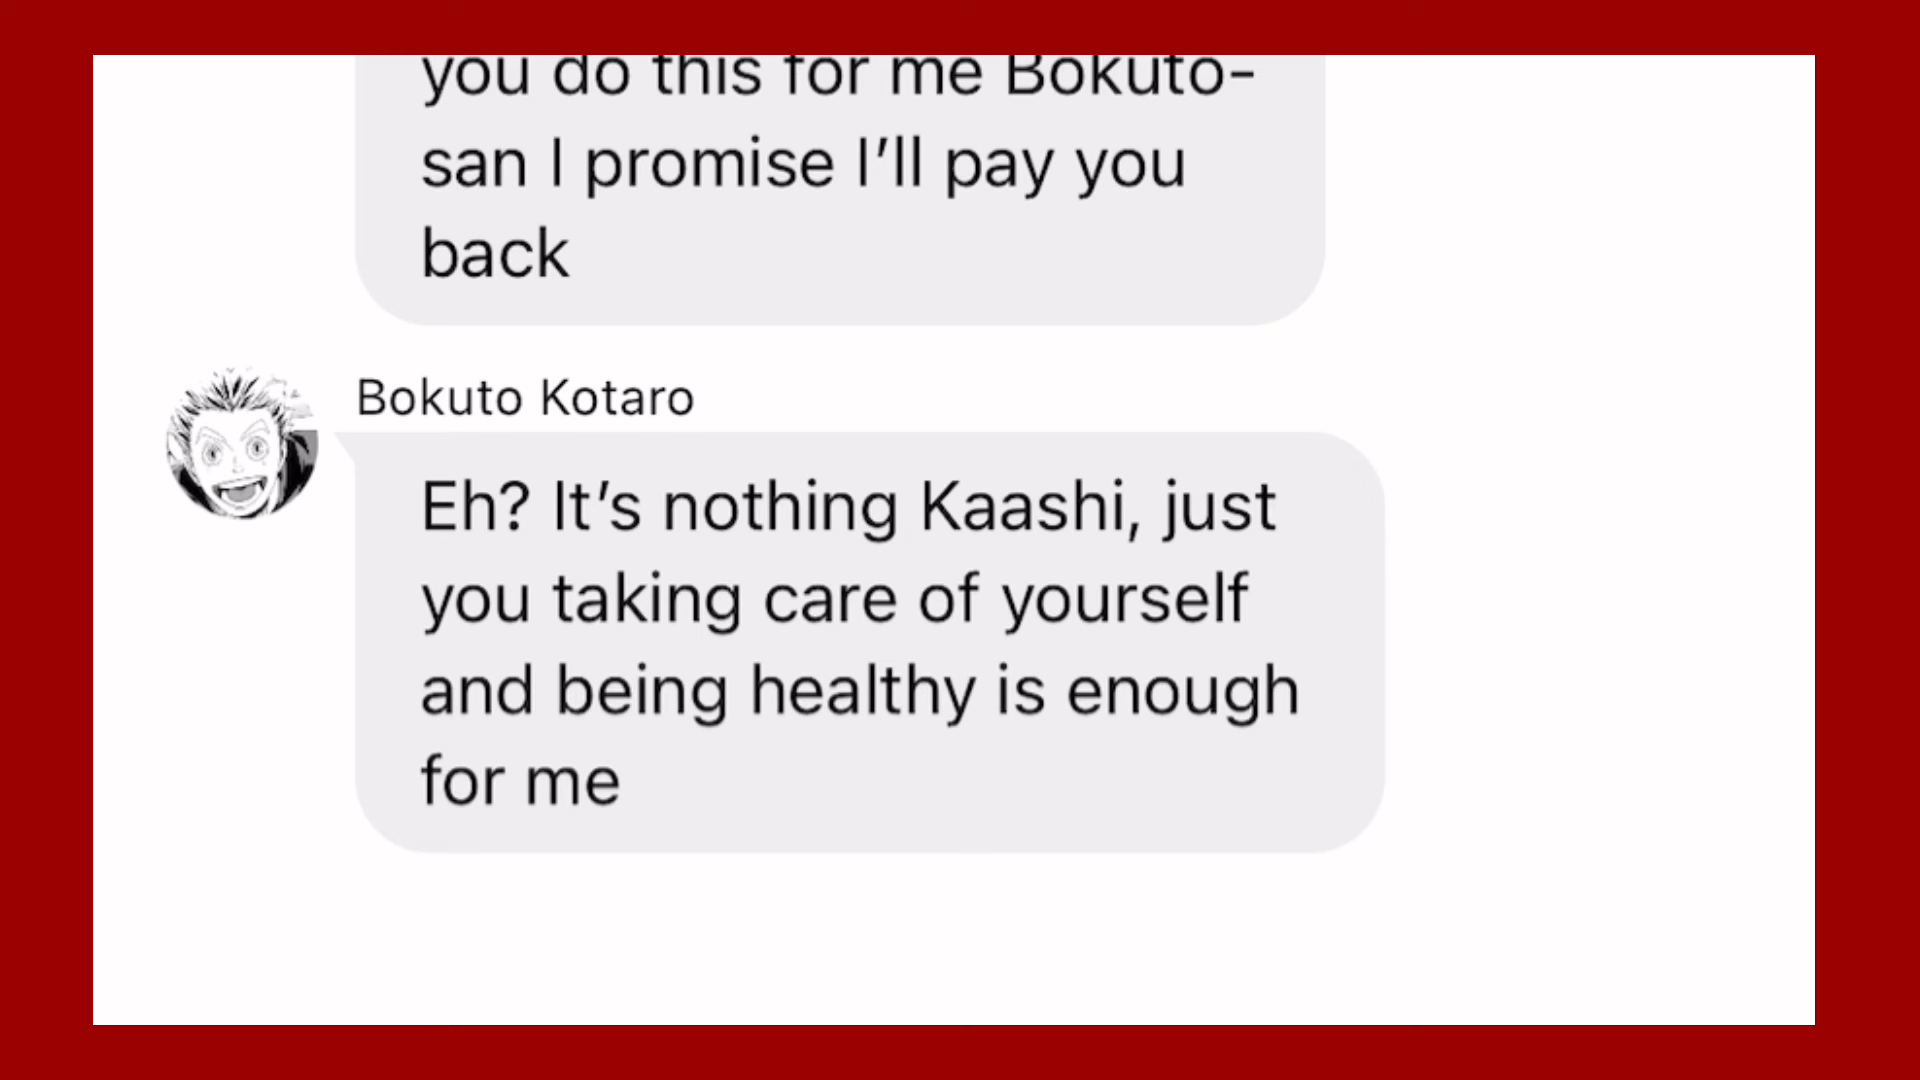 you do this for me Bokuto-
san I promise I’ll pay you
back
Bokuto Kotaro
Eh? It’s nothing Kaashi, just
you taking care of yourself
and being healthy is enough
for me